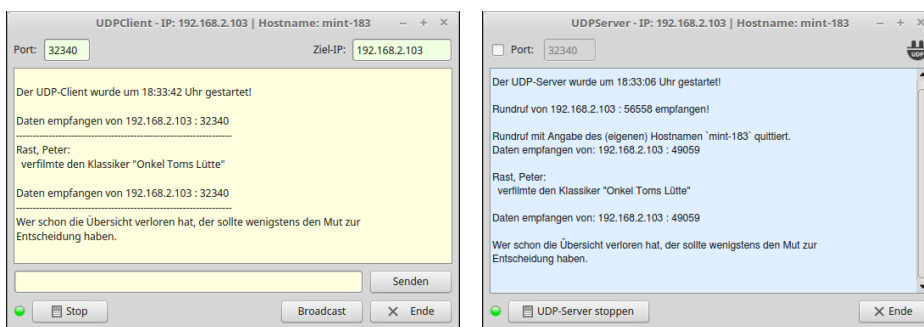 UDPClient - IP: 192.168.2.103 | Hostname: mint-183
Port: 32340 Ziel-IP: 192.168.2.103
Der UDP-Client wurde um 18:33:42 Uhr gestartet!
Daten empfangen von 192.168.2.103 : 32340
------------------------------------------------------------
Rast, Peter:
verfilmte den Klassiker "Onkel Toms Lütte"
Daten empfangen von 192.168.2.103 : 32340
------------------------------------------------------------
Wer schon die Übersicht verloren hat, der sollte wenigstens den Mut zur
Entscheidung haben.
Senden
Stop Broadcast Ende
UDPServer - IP: 192.168.2.103 | Hostname: mint-183
Port: 32340 UDP
Der UDP-Server wurde um 18:33:06 Uhr gestartet!
Rundruf von 192.168.2.103 : 56558 empfangen!
Rundruf mit Angabe des (eigenen) Hostnamen `mint-183` quittiert.
Daten empfangen von: 192.168.2.103 : 49059
Rast, Peter:
verfilmte den Klassiker "Onkel Toms Lütte"
Daten empfangen von: 192.168.2.103 : 49059
Wer schon die Übersicht verloren hat, der sollte wenigstens den Mut zur
Entscheidung haben.
UDP-Server stoppen Ende